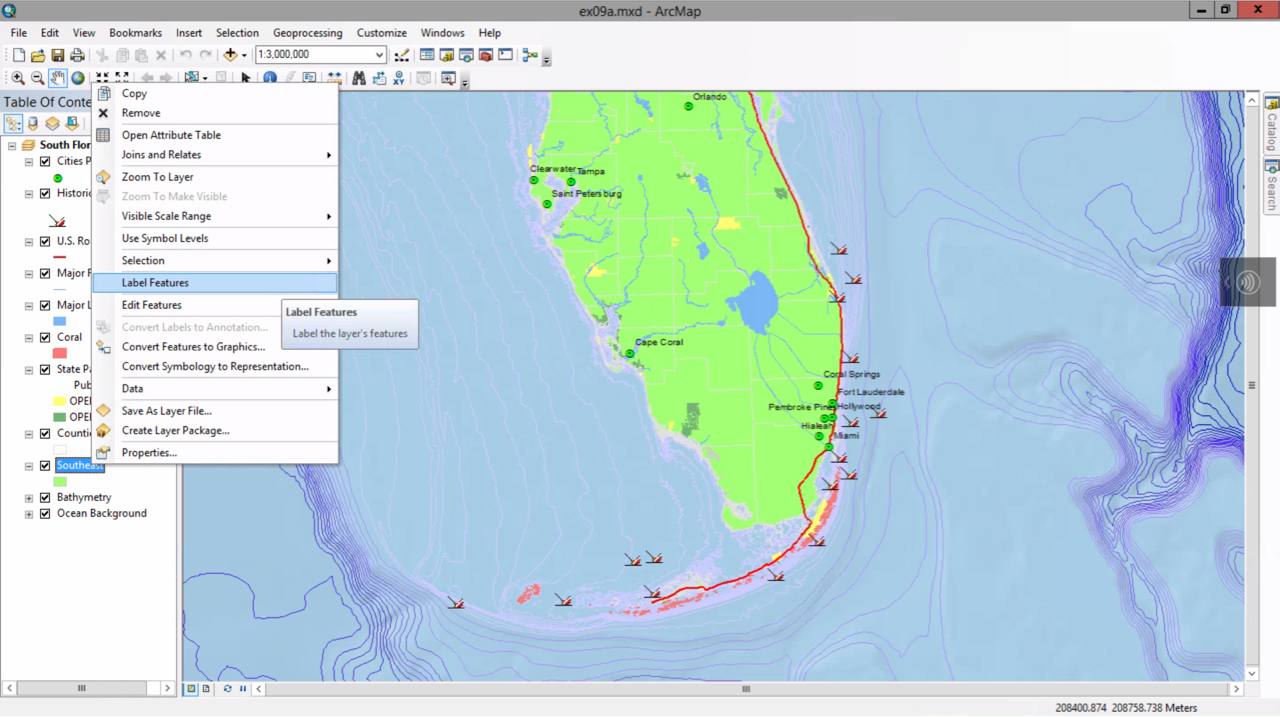 ex09a.mxd - ArcMap
File Edit View Bookmarks Insert Selection Geoprocessing Customize Windows Help
1:3,000,000
Table Of Conte
South Flor
Cities P
Historic
U.S. Ro
Major R
Major L
Coral
State Pa
Pub
OPE
OPE
Countie
Southeast
Bathymetry
Ocean Background
Copy
Remove
Open Attribute Table
Joins and Relates
Zoom To Layer
Zoom To Make Visible
Visible Scale Range
Use Symbol Levels
Selection
Label Features
Edit Features
Convert Labels to Annotation...
Convert Features to Graphics...
Convert Symbology to Representation...
Data
Save As Layer File...
Create Layer Package...
Properties...
Label Features
Label the layer's features
Orlando
Clearwater
Tampa
Saint Petersburg
Cape Coral
Coral Springs
Fort Lauderdale
Pembroke Pines
Hollywood
Hialeah
Miami
Catalog
Search
208400.874 208758.738 Meters